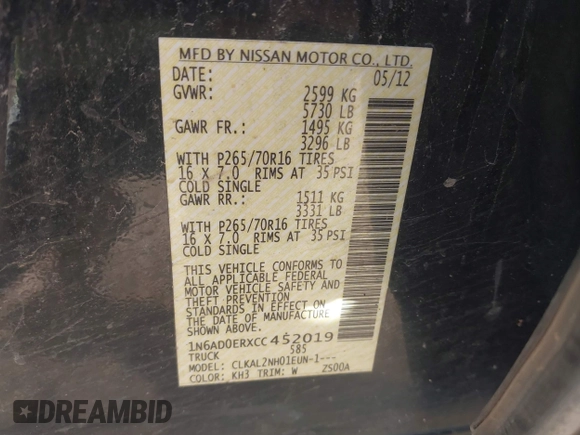 MFD BY NISSAN MOTOR CO., LTD.
DATE: 05/12
GVWR: 2599 KG
5730 LB
GAWR FR.: 1495 KG
3296 LB
WITH P265/70R16 TIRES
16 X 7.0 RIMS AT 35 PSI
COLD SINGLE
GAWR RR.: 1511 KG
3331 LB
WITH P265/70R16 TIRES
16 X 7.0 RIMS AT 35 PSI
COLD SINGLE
THIS VEHICLE CONFORMS TO
ALL APPLICABLE FEDERAL
MOTOR VEHICLE SAFETY AND
THEFT PREVENTION
STANDARDS IN EFFECT ON
THE DATE OF MANUFACTURE
SHOWN ABOVE.
1N6AD0ERXCC452019
TRUCK 585
CLKAL2NH01EUN-1---
COLOR: KH3 TRIM: W ZS00A
DREAMBID